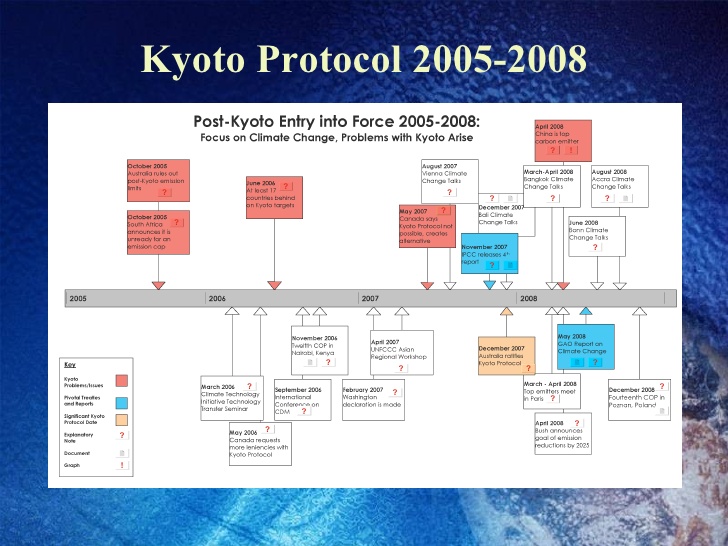 Kyoto Protocol 2005-2008
Post-Kyoto Entry into Force 2005-2008:
Focus on Climate Change, Problems with Kyoto Arise
April 2008
China is top
carbon emitter
? !
October 2005
Australia rules out
post-Kyoto emission
limits
?
October 2005
South Africa
announces it is
unready for an
emission cap
?
June 2006
At least 17
countries behind
on Kyoto targets
?
August 2007
Vienna Climate
Change Talks
?
May 2007
Canada says
Kyoto Protocol not
possible, creates
alternative
?
?
December 2007
Bali Climate
Change Talks
November 2007
IPCC releases 4th
report
?
March-April 2008
Bangkok Climate
Change Talks
?
August 2008
Accra Climate
Change Talks
?
June 2008
Bonn Climate
Change Talks
?
2005
2006
2007
2008
November 2006
Twelfth COP in
Nairobi, Kenya
?
April 2007
UNFCCC Asian
Regional Workshop
?
December 2007
Australia ratifies
Kyoto Protocol
?
May 2008
GAO Report on
Climate Change
?
March 2006
Climate Technology
Initiative Technology
Transfer Seminar
?
September 2006
International
Conference on
CDM
?
February 2007
Washington
declaration is made
?
March - April 2008
Top emitters meet
in Paris
?
December 2008
Fourteenth COP in
Poznan, Poland
?
May 2006
Canada requests
more leniencies with
Kyoto Protocol
?
April 2008
Bush announces
goal of emission
reductions by 2025
?
Key
Kyoto
Problems/Issues
Pivotal Treaties
and Reports
Significant Kyoto
Protocol Date
Explanatory
Note
?
Document
Graph
!